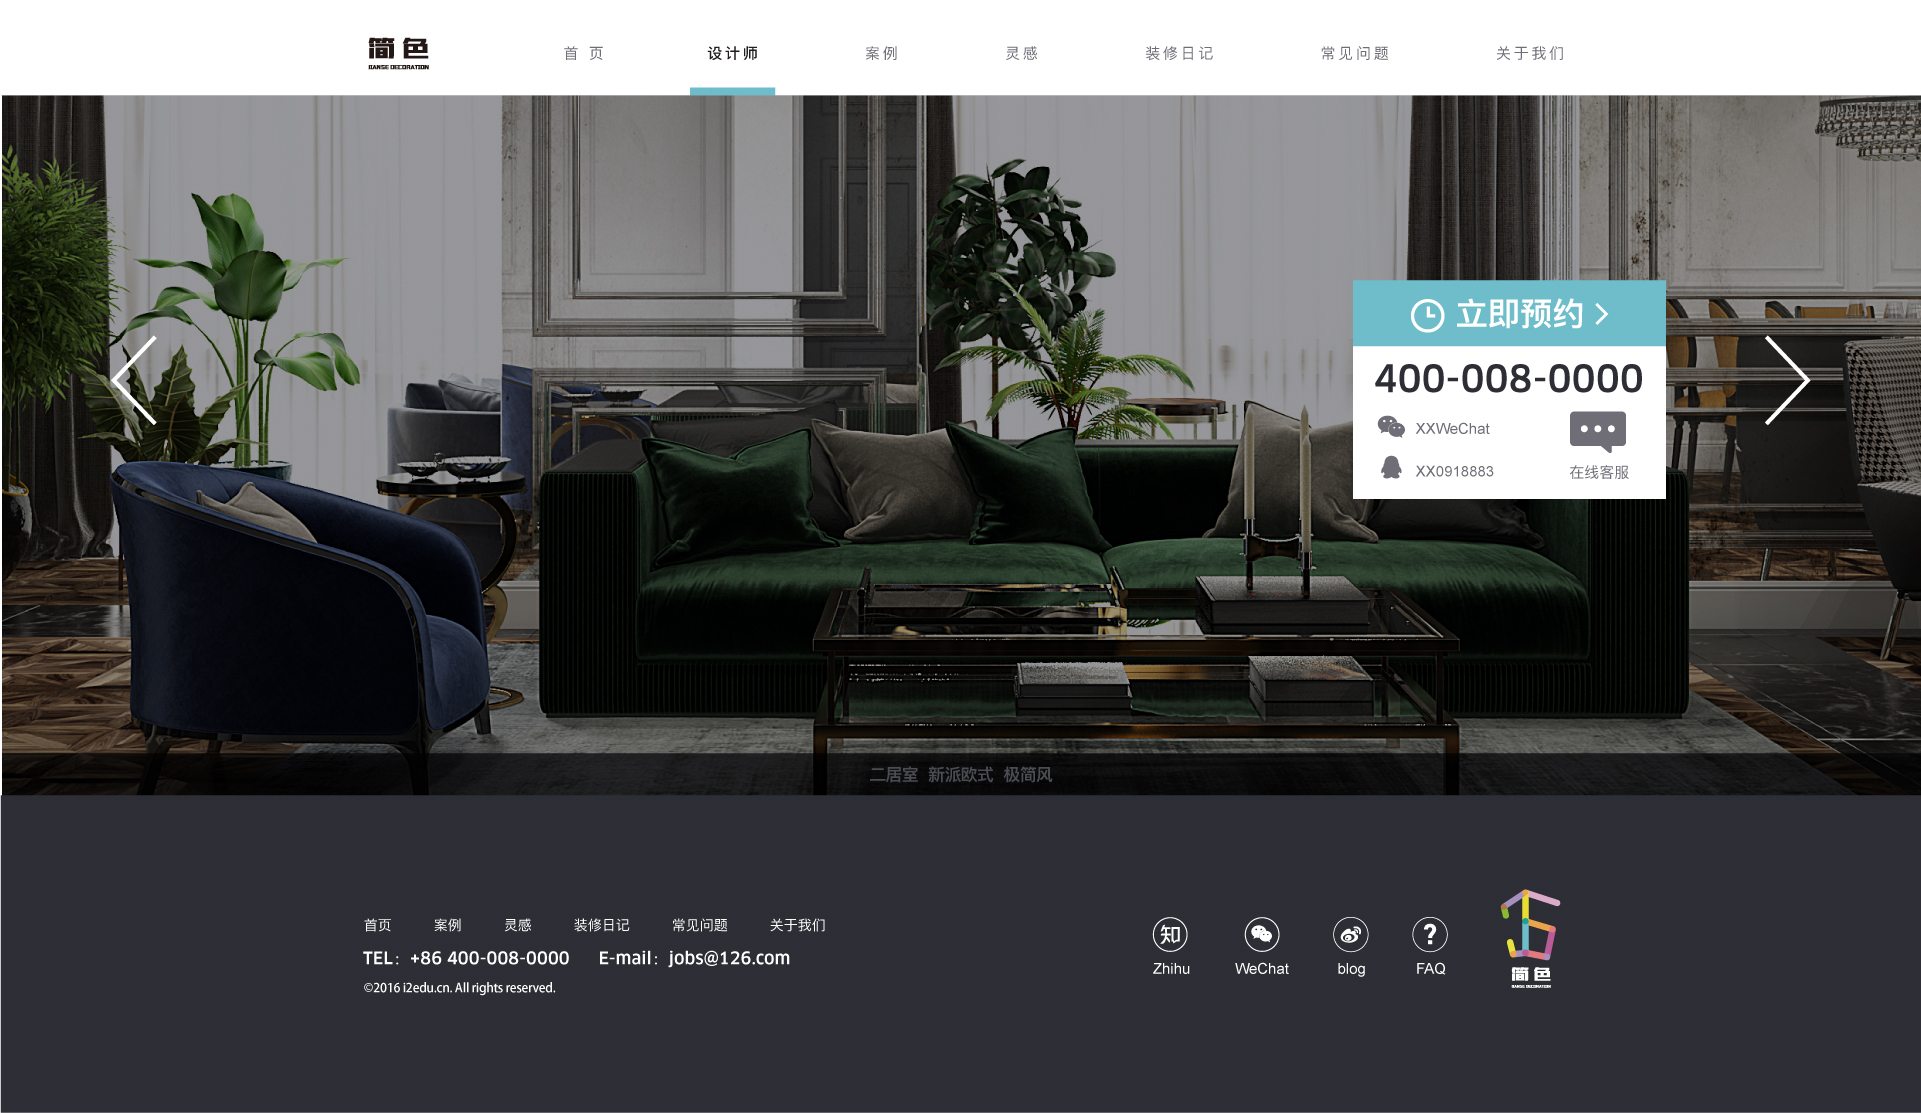 简色
DANSE DECORATION
首 页 设计师 案例 灵感 装修日记 常见问题 关于我们
立即预约
400-008-0000
XXWeChat
XX0918883
在线客服
二居室 新派欧式 极简风
首页 案例 灵感 装修日记 常见问题 关于我们
TEL：+86 400-008-0000 E-mail：jobs@126.com
©2016 i2edu.cn. All rights reserved.
知
Zhihu WeChat blog FAQ
?
简色
DANSE DECORATION